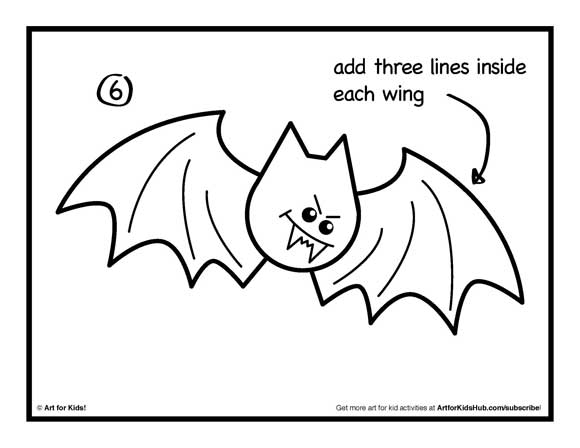 6
add three lines inside
each wing
© Art for Kids!
Get more art for kid activities at ArtforKidsHub.com/subscribe!